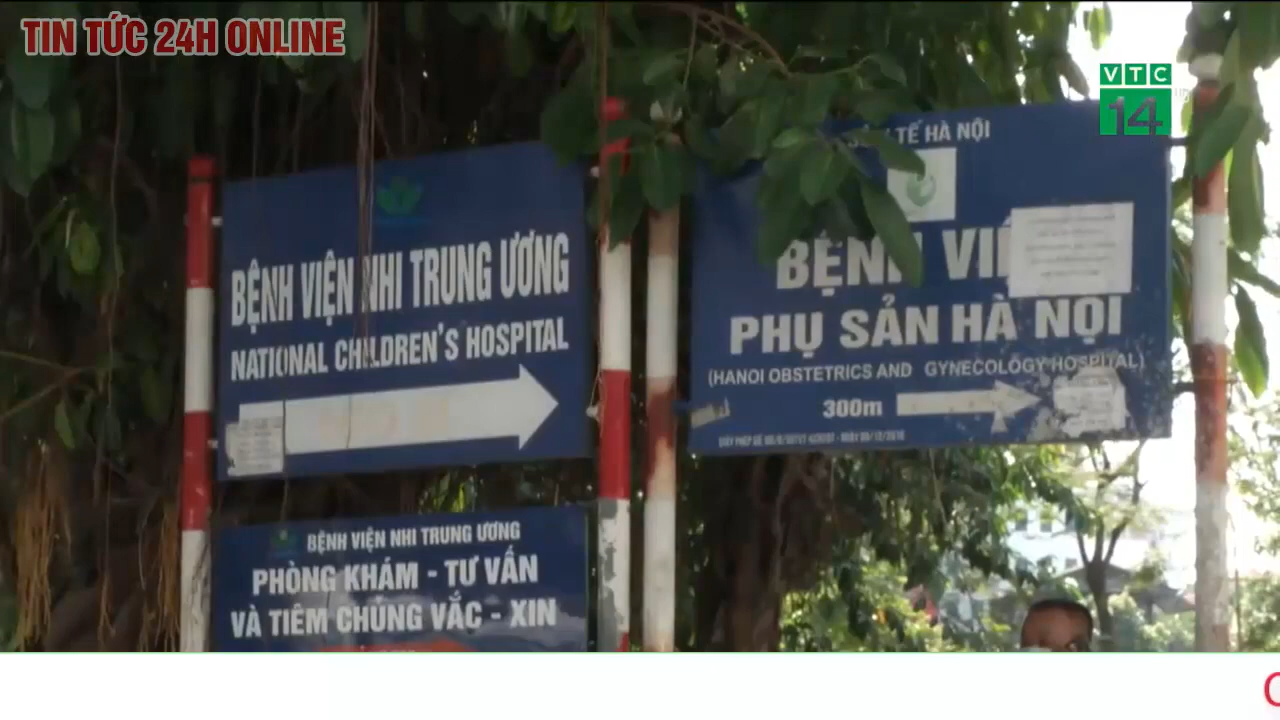 TIN TỨC 24H ONLINE
VTC
14
BỆNH VIỆN NHI TRUNG ƯƠNG
NATIONAL CHILDREN'S HOSPITAL
BỆNH VIỆN NHI TRUNG ƯƠNG
PHÒNG KHÁM - TƯ VẤN
VÀ TIÊM CHỦNG VẮC - XIN
TẾ HÀ NỘI
BỆNH VI
PHỤ SẢN HÀ NỘI
(HANOI OBSTETRICS AND GYNECOLOGY HOSPITAL)
300m